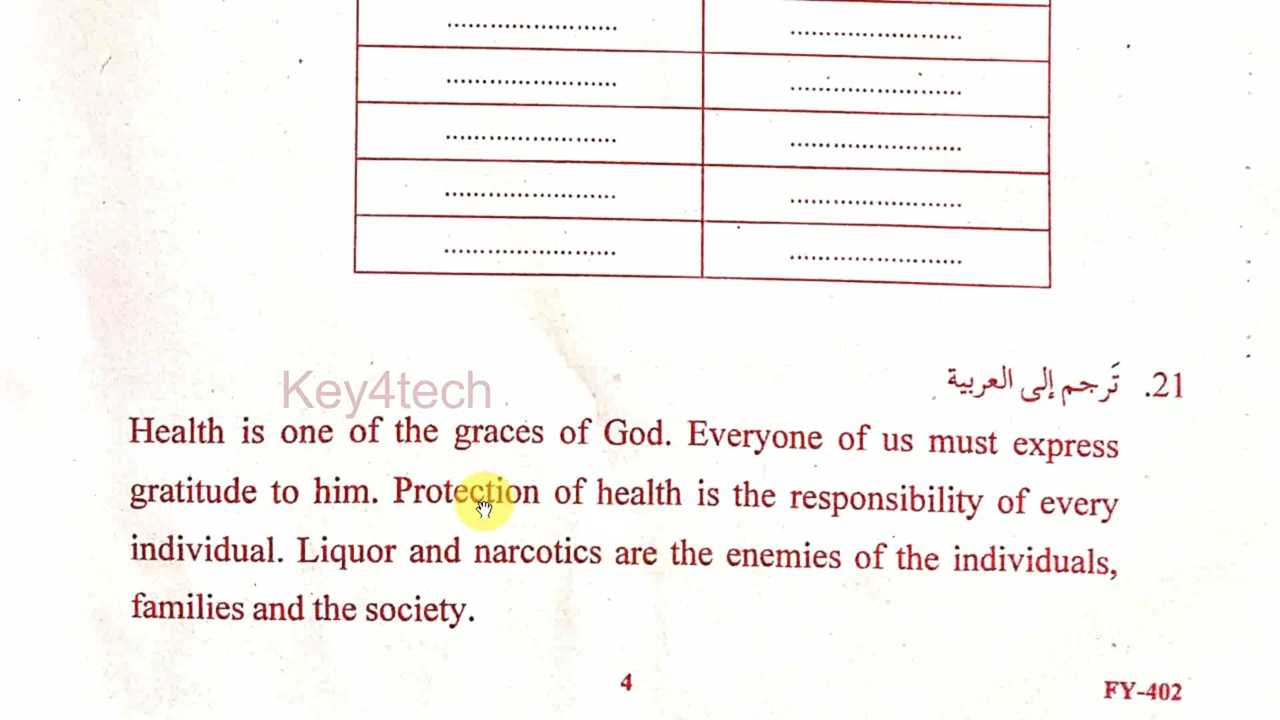 ........................ ........................
........................ ........................
........................ ........................
........................ ........................
........................ ........................
21. تَرجم إلى العربية
Key4tech
Health is one of the graces of God. Everyone of us must express
gratitude to him. Protection of health is the responsibility of every
individual. Liquor and narcotics are the enemies of the individuals,
families and the society.
4
FY-402